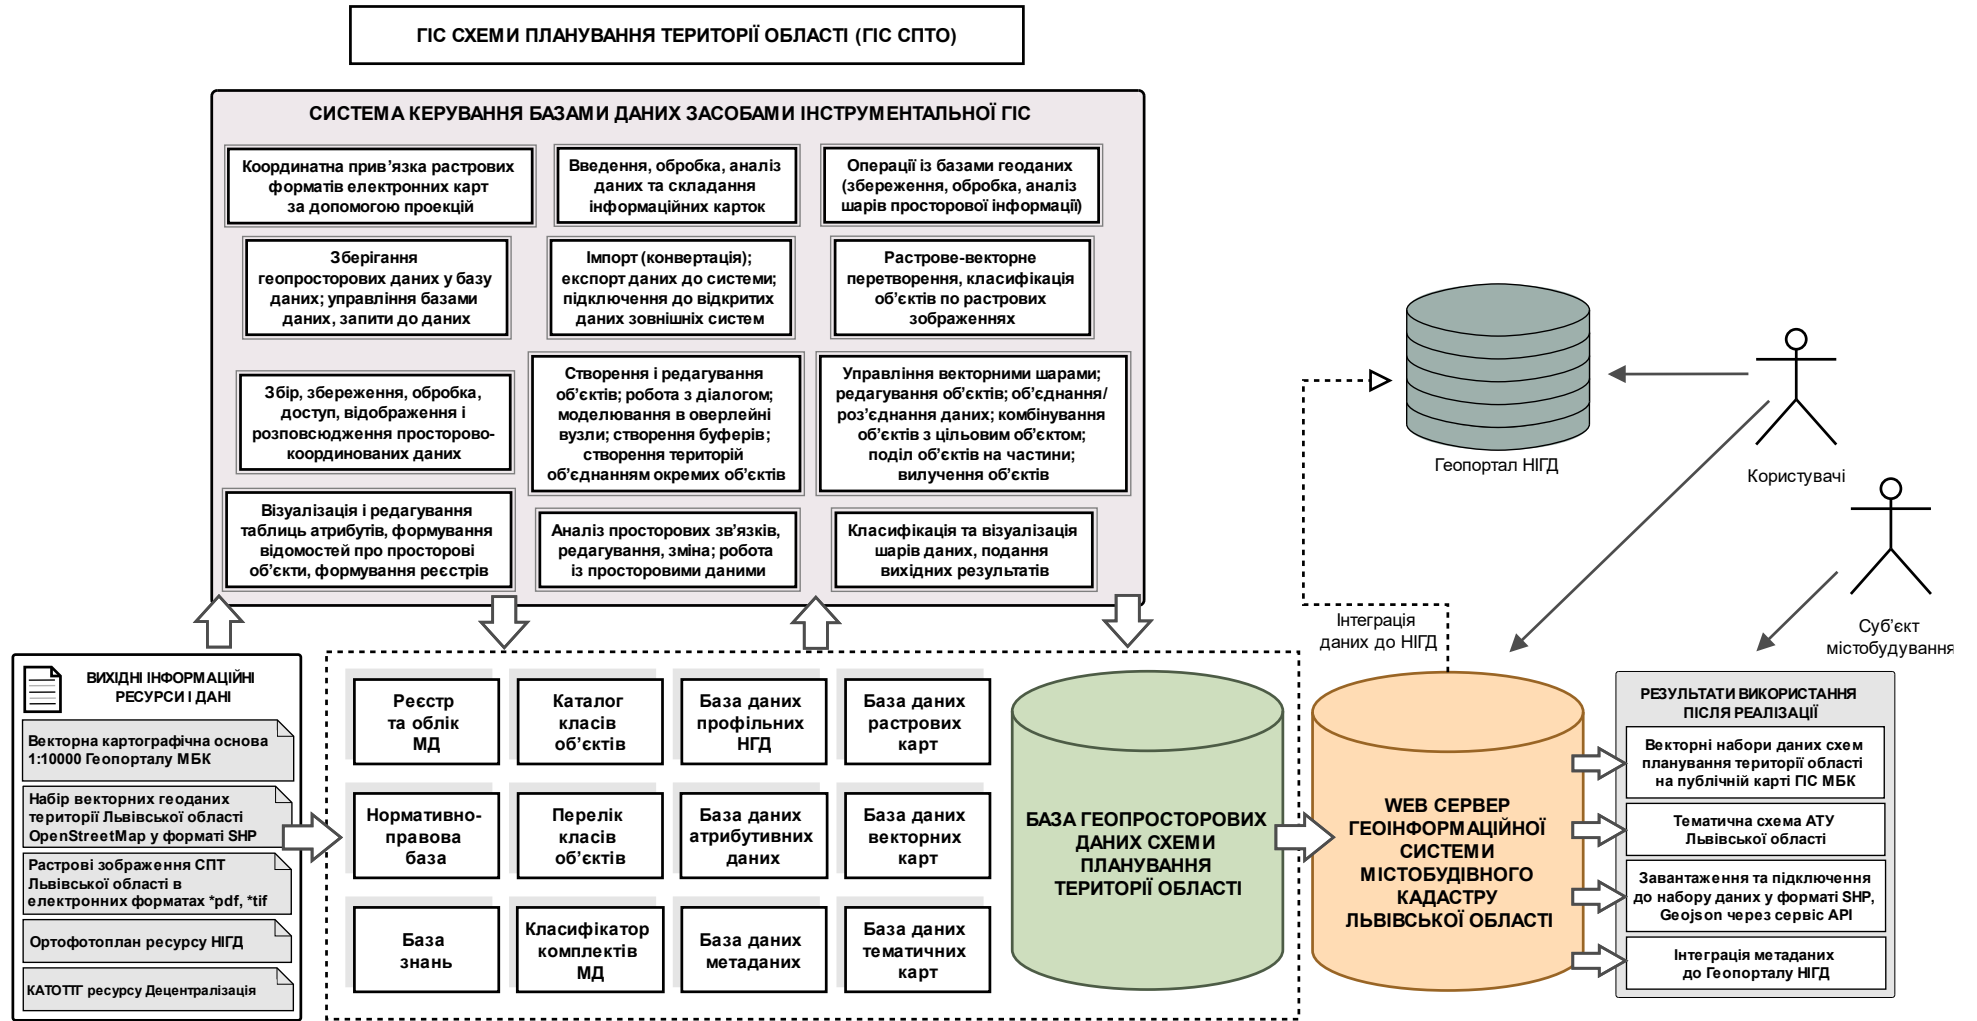 ГІС СХЕМИ ПЛАНУВАННЯ ТЕРИТОРІЇ ОБЛАСТІ (ГІС СПТО)
СИСТЕМА КЕРУВАННЯ БАЗАМИ ДАНИХ ЗАСОБАМИ ІНСТРУМЕНТАЛЬНОЇ ГІС
Координатна прив’язка растрових
форматів електронних карт
за допомогою проекцій
Введення, обробка, аналіз
даних та складання
інформаційних карток
Операції із базами геоданих
(збереження, обробка, аналіз
шарів просторової інформації)
Зберігання
геопросторових даних у базу
даних; управління базами
даних, запити до даних
Імпорт (конвертація);
експорт даних до системи;
підключення до відкритих
даних зовнішніх систем
Растрове-векторне
перетворення, класифікація
об’єктів по растрових
зображеннях
Збір, збереження, обробка,
доступ, відображення і
розповсюдження просторово-
координованих даних
Створення і редагування
об’єктів; робота з діалогом;
моделювання в оверлейні
вузли; створення буферів;
створення територій
об’єднанням окремих об’єктів
Управління векторними шарами;
редагування об’єктів; об’єднання/
роз’єднання даних; комбінування
об’єктів з цільовим об’єктом;
поділ об’єктів на частини;
вилучення об’єктів
Візуалізація і редагування
таблиць атрибутів, формування
відомостей про просторові
об’єкти, формування реєстрів
Аналіз просторових зв’язків,
редагування, зміна; робота
із просторовими даними
Класифікація та візуалізація
шарів даних, подання
вихідних результатів
Геопортал НІГД
Користувачі
Суб’єкт
містобудування
Інтеграція
даних до НІГД
ВИХІДНІ ІНФОРМАЦІЙНІ
РЕСУРСИ І ДАНІ
Векторна картографічна основа
1:10000 Геопорталу МБК
Набір векторних геоданих
території Львівської області
OpenStreetMap у форматі SHP
Растрові зображення СПТ
Львівської області в
електронних форматах *pdf, *tif
Ортофотоплан ресурсу НІГД
КАТОТТГ ресурсу Децентралізація
Реєстр
та облік
МД
Каталог
класів
об’єктів
База даних
профільних
НГД
База даних
растрових
карт
Нормативно-
правова
база
Перелік
класів
об’єктів
База даних
атрибутивних
даних
База даних
векторних
карт
База
знань
Класифікатор
комплектів
МД
База даних
метаданих
База даних
тематичних
карт
БАЗА ГЕОПРОСТОРОВИХ
ДАНИХ СХЕМИ
ПЛАНУВАННЯ
ТЕРИТОРІЇ ОБЛАСТІ
WEB СЕРВЕР
ГЕОІНФОРМАЦІЙНОЇ
СИСТЕМИ
МІСТОБУДІВНОГО
КАДАСТРУ
ЛЬВІВСЬКОЇ ОБЛАСТІ
РЕЗУЛЬТАТИ ВИКОРИСТАННЯ
ПІСЛЯ РЕАЛІЗАЦІЇ
Векторні набори даних схем
планування території області
на публічній карті ГІС МБК
Тематична схема АТУ
Львівської області
Завантаження та підключення
до набору даних у форматі SHP,
Geojson через сервіс API
Інтеграція метаданих
до Геопорталу НІГД